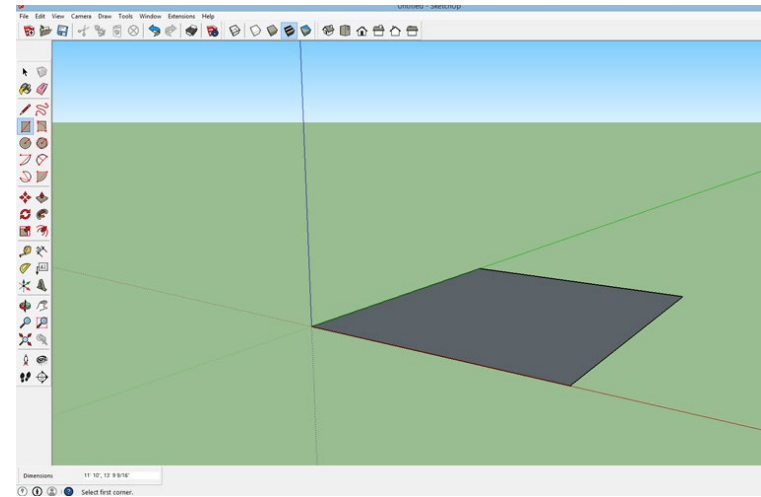 Untitled - SketchUp
File Edit View Camera Draw Tools Window Extensions Help
Dimensions 11' 10', 13' 9 9/16"
Select first corner.